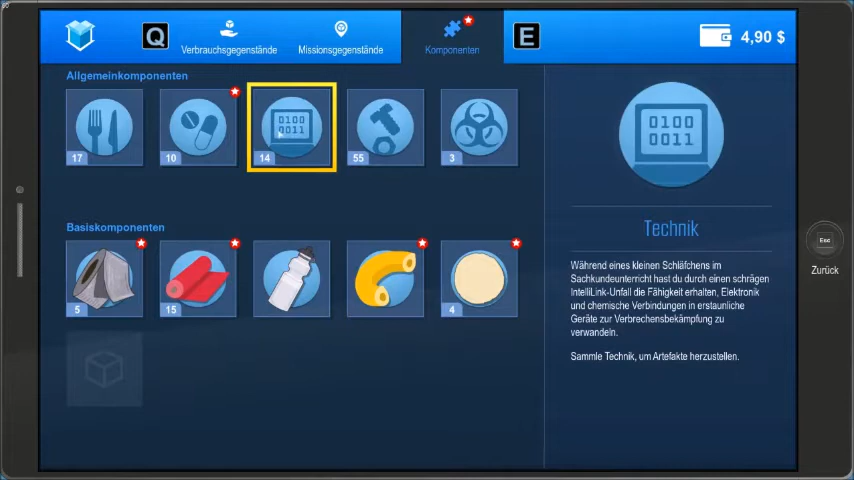 Q
Verbrauchsgegenstände
Missionsgegenstände
Komponenten
E
4,90 $
Allgemeinkomponenten
0100
0011
0100
0011
17
10
14
55
3
Technik
Basiskomponenten
Während eines kleinen Schläfchens im
Sachkundeunterricht hast du durch einen schrägen
IntelliLink-Unfall die Fähigkeit erhalten, Elektronik
und chemische Verbindungen in erstaunliche
Geräte zur Verbrechensbekämpfung zu
verwandeln.
Sammle Technik, um Artefakte herzustellen.
5
15
4
Esc
Zurück